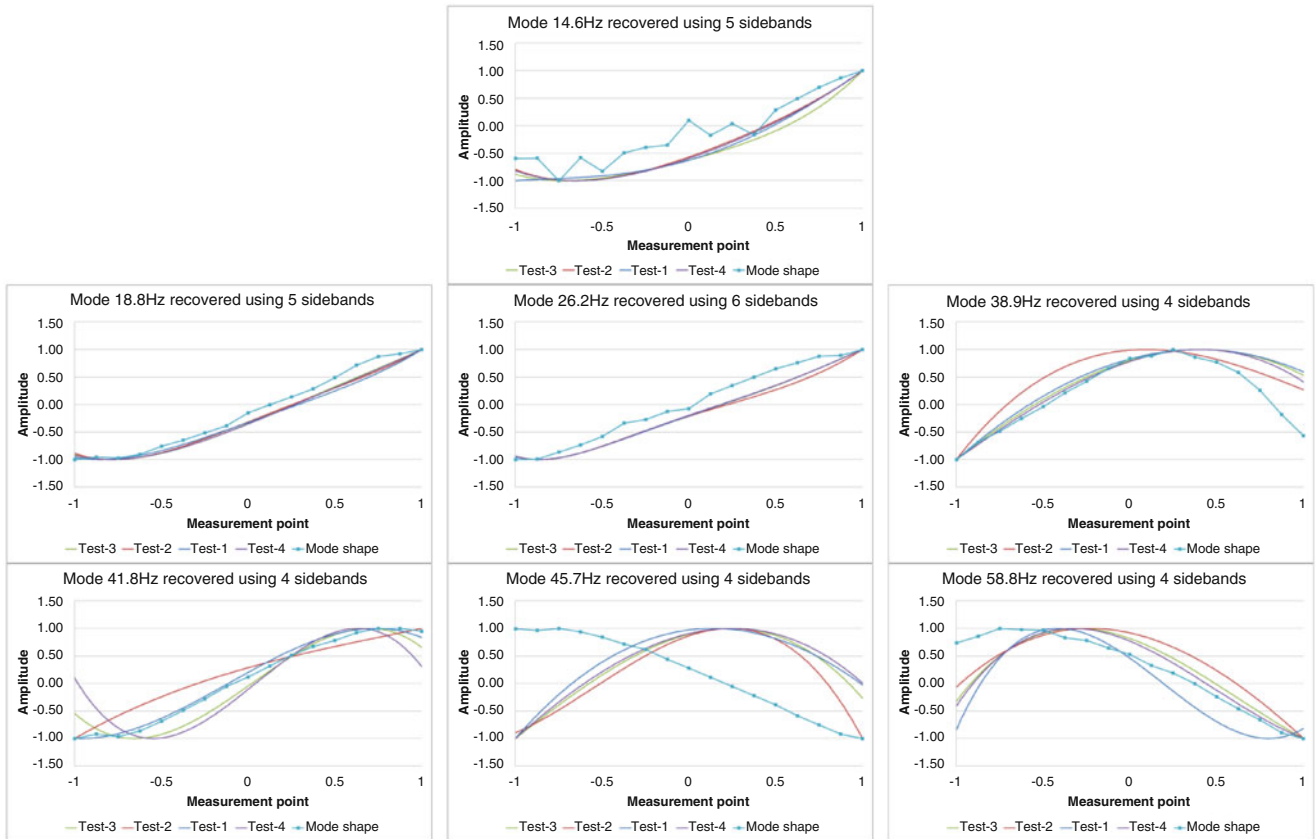 Mode 14.6Hz recovered using 5 sidebands
1.50
1.00
0.50
0.00
-0.50
-1.00
-1.50
Amplitude
-1 -0.5 0 0.5 1
Measurement point
Test-3 Test-2 Test-1 Test-4 Mode shape
Mode 18.8Hz recovered using 5 sidebands
1.50
1.00
0.50
0.00
-0.50
-1.00
-1.50
Amplitude
-1 -0.5 0 0.5 1
Measurement point
Test-3 Test-2 Test-1 Test-4 Mode shape
Mode 26.2Hz recovered using 6 sidebands
1.50
1.00
0.50
0.00
-0.50
-1.00
-1.50
Amplitude
-1 -0.5 0 0.5 1
Measurement point
Test-3 Test-2 Test-1 Test-4 Mode shape
Mode 38.9Hz recovered using 4 sidebands
1.50
1.00
0.50
0.00
-0.50
-1.00
-1.50
Amplitude
-1 -0.5 0 0.5 1
Measurement point
Test-3 Test-2 Test-1 Test-4 Mode shape
Mode 41.8Hz recovered using 4 sidebands
1.50
1.00
0.50
0.00
-0.50
-1.00
-1.50
Amplitude
-1 -0.5 0 0.5 1
Measurement point
Test-3 Test-2 Test-1 Test-4 Mode shape
Mode 45.7Hz recovered using 4 sidebands
1.50
1.00
0.50
0.00
-0.50
-1.00
-1.50
Amplitude
-1 -0.5 0 0.5 1
Measurement point
Test-3 Test-2 Test-1 Test-4 Mode shape
Mode 58.8Hz recovered using 4 sidebands
1.50
1.00
0.50
0.00
-0.50
-1.00
-1.50
Amplitude
-1 -0.5 0 0.5 1
Measurement point
Test-3 Test-2 Test-1 Test-4 Mode shape